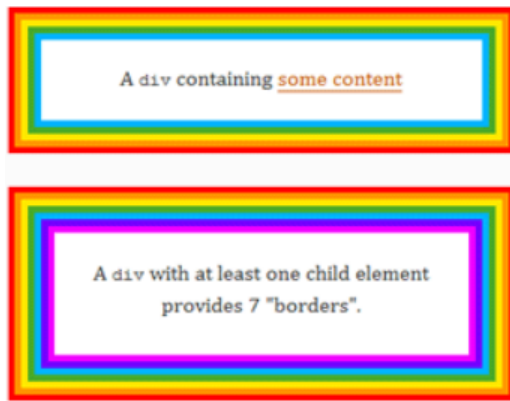 A div containing some content
A div with at least one child element
provides 7 "borders".